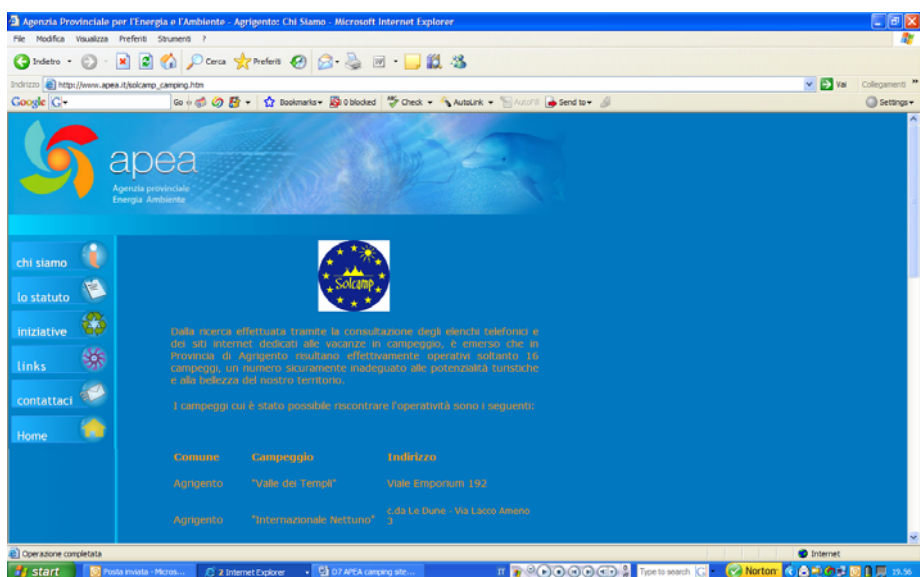 Agenzia Provinciale per l'Energia e l'Ambiente - Agrigento: Chi Siamo - Microsoft Internet Explorer
File Modifica Visualizza Preferiti Strumenti ?
Indietro Cerca Preferiti
Indirizzo http://www.apea.it/solcamp_camping.htm Vai Collegamenti »
Google G Go Bookmarks 0 blocked Check AutoLink AutoFill Send to Settings
apea
Agenzia provinciale
Energia Ambiente
Solcamp
chi siamo
lo statuto
iniziative
links
contattaci
Home
Dalla ricerca effettuata tramite la consultazione degli elenchi telefonici e
dei siti internet dedicati alle vacanze in campeggio, è emerso che in
Provincia di Agrigento risultano effettivamente operativi soltanto 16
campeggi, un numero sicuramente inadeguato alle potenzialità turistiche
e alla bellezza del nostro territorio.
I campeggi cui è stato possibile riscontrare l'operatività sono i seguenti:
Comune Campeggio Indirizzo
Agrigento "Valle dei Templi" Viale Emporium 192
Agrigento "Internazionale Nettuno" c.da Le Dune - Via Lacco Ameno
3
Operazione completata Internet
start Posta inviata - Micros... 2 Internet Explorer 07 APEA camping site... IT Type to search Norton 19.56